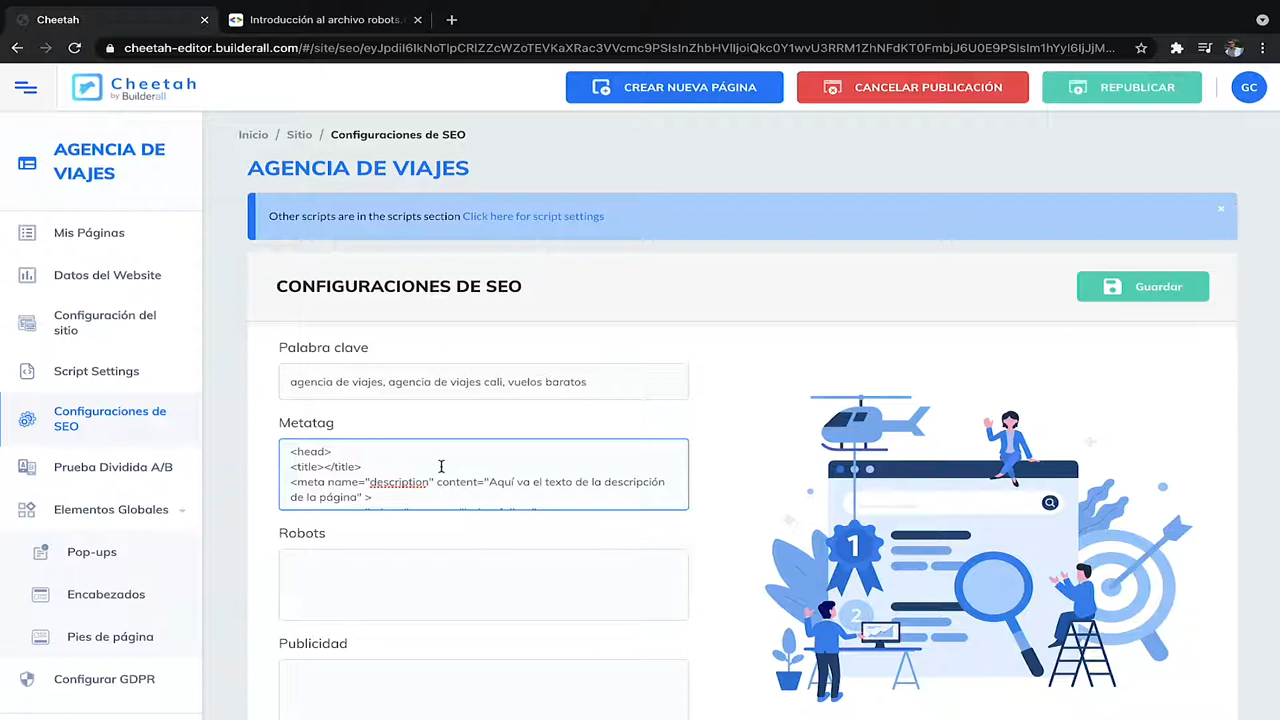 Cheetah
Introducción al archivo robots.
cheetah-editor.builderall.com/#/site/seo/
Cheetah
by Builderall
CREAR NUEVA PÁGINA
CANCELAR PUBLICACIÓN
REPUBLICAR
GC
AGENCIA DE
VIAJES
Mis Páginas
Datos del Website
Configuración del
sitio
Script Settings
Configuraciones de
SEO
Prueba Dividida A/B
Elementos Globales
Pop-ups
Encabezados
Pies de página
Configurar GDPR
Inicio / Sitio / Configuraciones de SEO
AGENCIA DE VIAJES
Other scripts are in the scripts section Click here for script settings
CONFIGURACIONES DE SEO
Guardar
Palabra clave
agencia de viajes, agencia de viajes cali, vuelos baratos
Metatag
<head>
<title></title>
<meta name="description" content="Aquí va el texto de la descripción
de la página" >
Robots
Publicidad
1
2